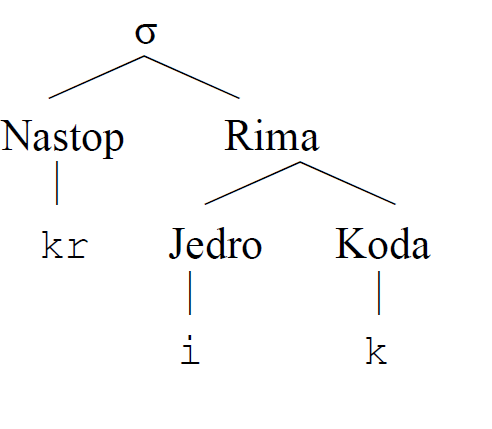 σ
Nastop Rima
kr Jedro Koda
i k